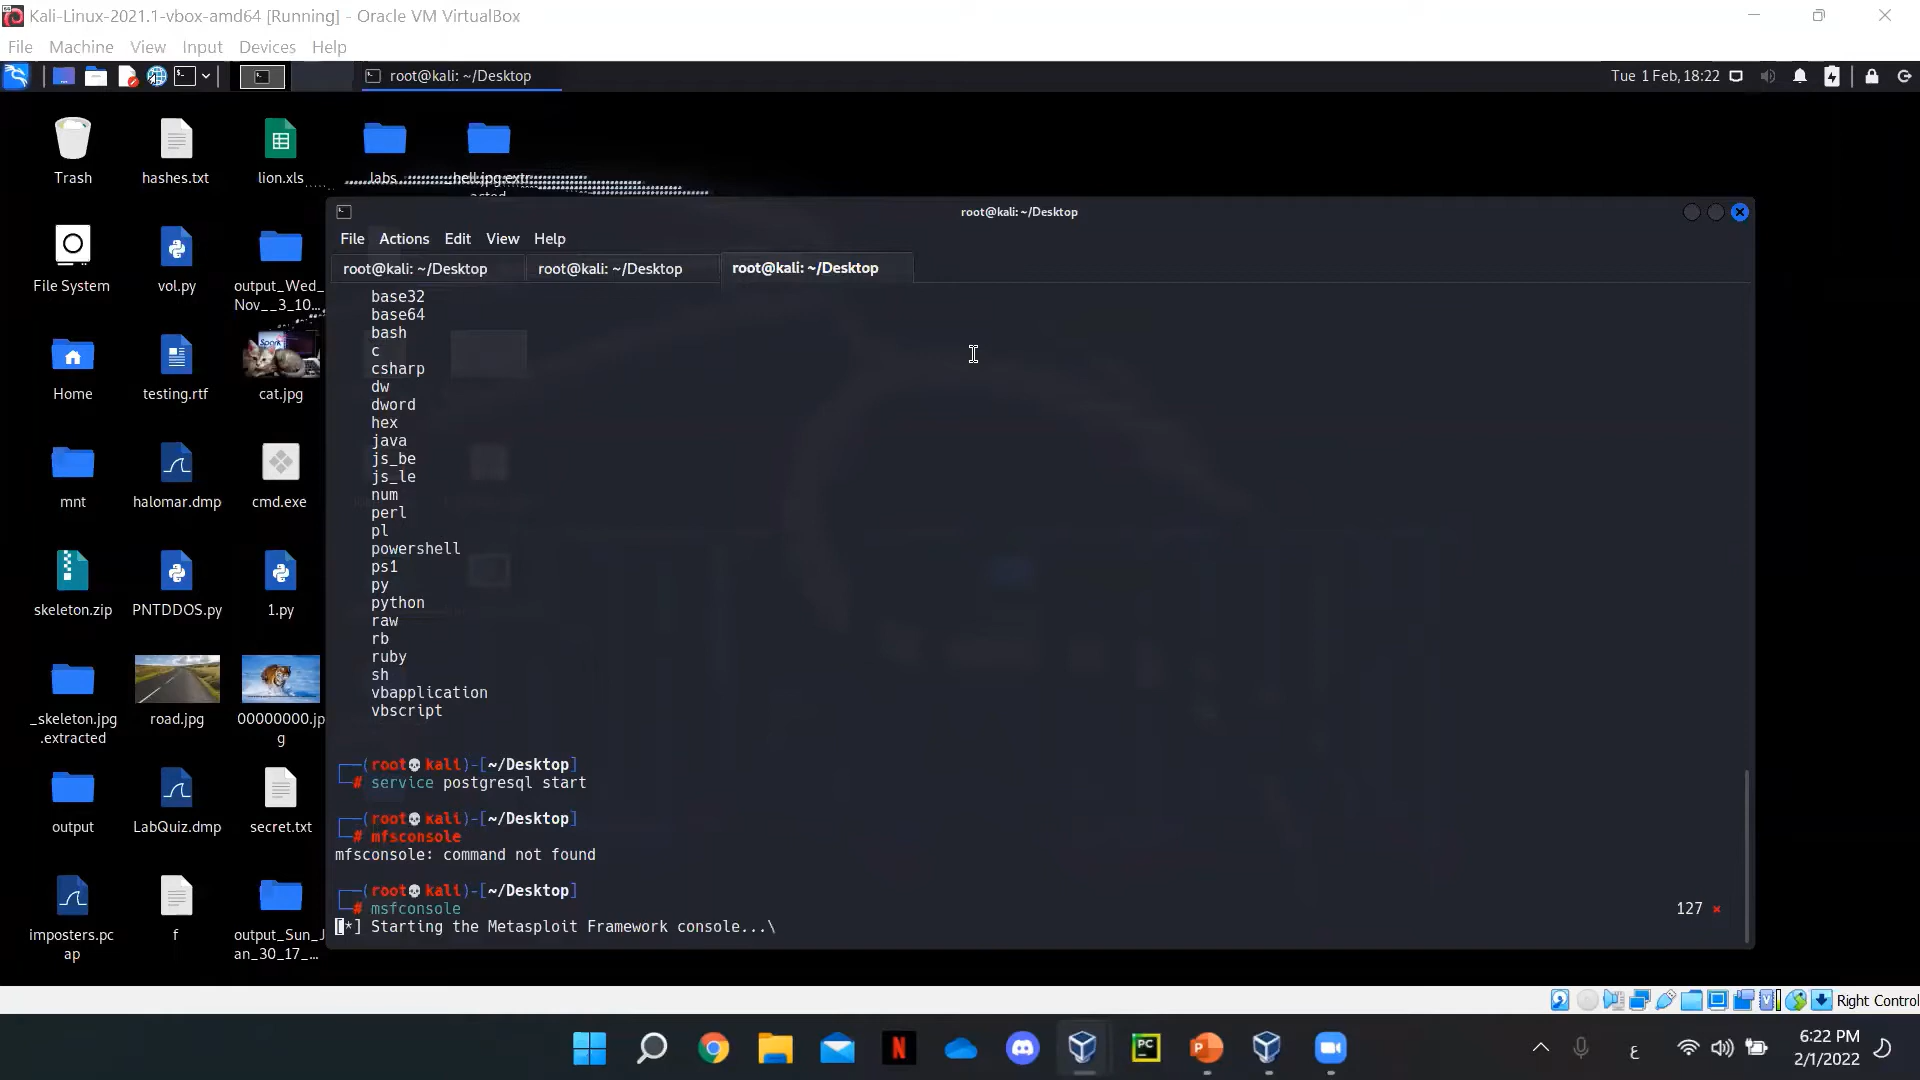 Kali-Linux-2021.1-vbox-amd64 [Running] - Oracle VM VirtualBox
File Machine View Input Devices Help
root@kali: ~/Desktop
Tue 1 Feb, 18:22
Trash
hashes.txt
lion.xls
labs
_hell.jpg.extr
acted
root@kali: ~/Desktop
File Actions Edit View Help
root@kali: ~/Desktop
root@kali: ~/Desktop
root@kali: ~/Desktop
File System
vol.py
output_Wed_
Nov__3_10...
Home
testing.rtf
cat.jpg
mnt
halomar.dmp
cmd.exe
skeleton.zip
PNTDDOS.py
1.py
_skeleton.jpg
.extracted
road.jpg
00000000.jp
g
output
LabQuiz.dmp
secret.txt
imposters.pc
ap
f
output_Sun_J
an_30_17_...
base32
base64
bash
c
csharp
dw
dword
hex
java
js_be
js_le
num
perl
pl
powershell
ps1
py
python
raw
rb
ruby
sh
vbapplication
vbscript
(root💀kali)-[~/Desktop]
# service postgresql start
(root💀kali)-[~/Desktop]
# mfsconsole
mfsconsole: command not found
(root💀kali)-[~/Desktop]
# msfconsole
127 ×
[*] Starting the Metasploit Framework console...\
Right Control
N
PC
P
ع
6:22 PM
2/1/2022